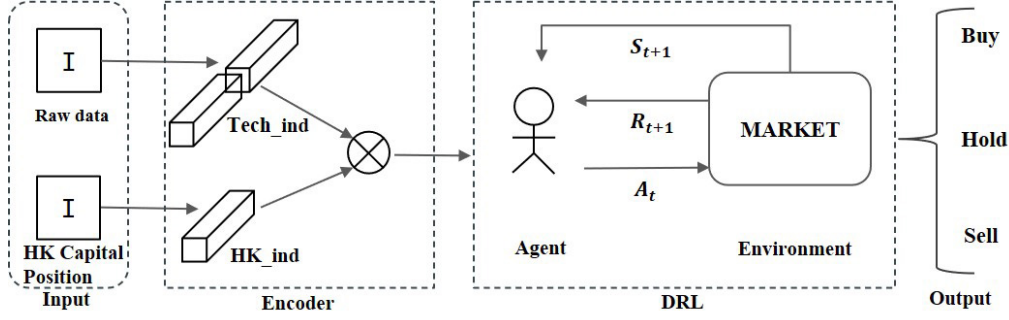 I
Raw data
I
HK Capital
Position
Input
Tech_ind
HK_ind
Encoder
S_{t+1}
R_{t+1}
A_t
MARKET
Agent
Environment
DRL
Buy
Hold
Sell
Output